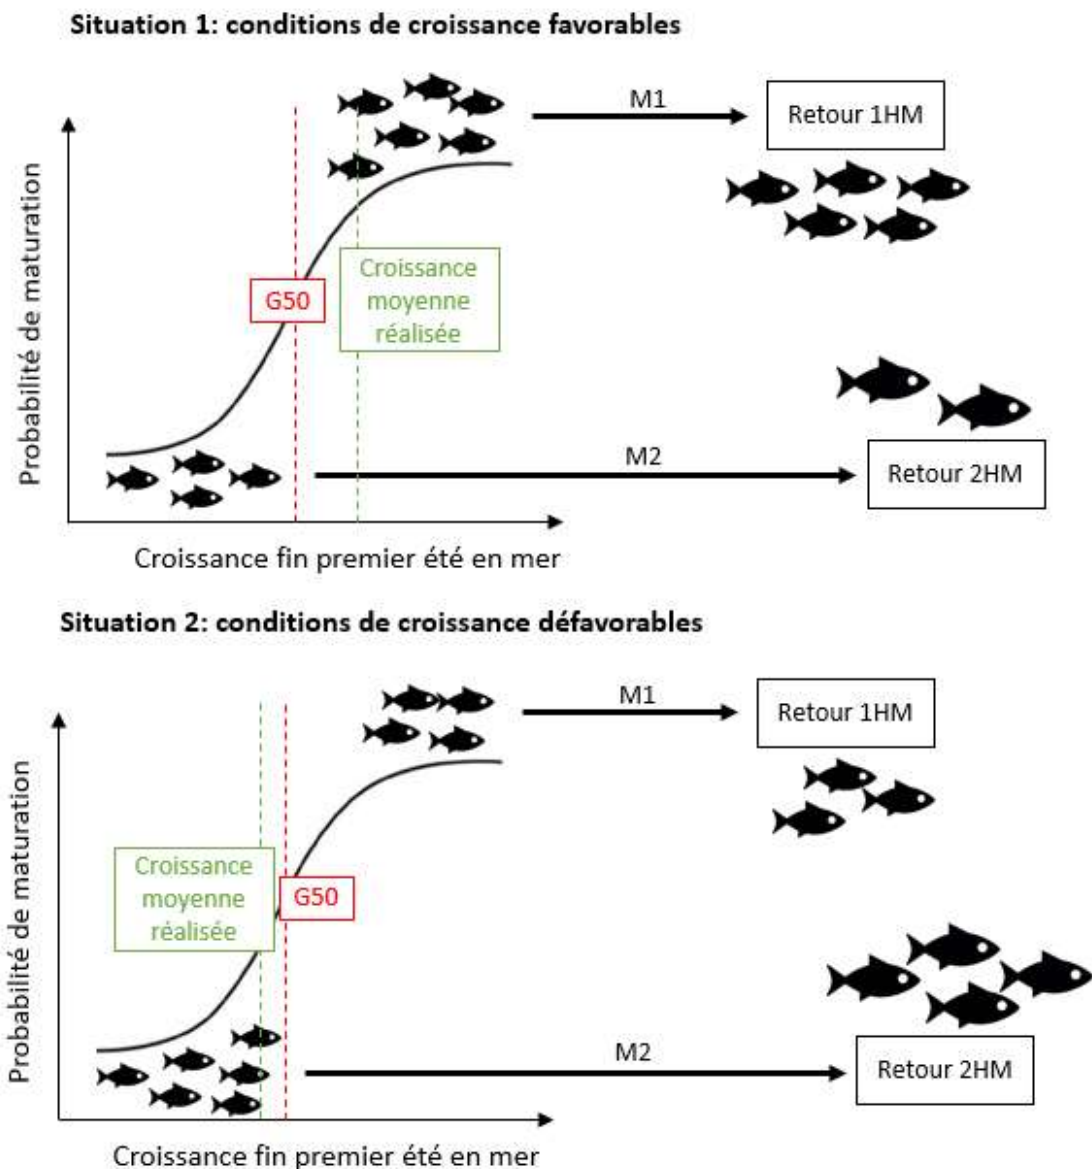 Situation 1: conditions de croissance favorables
M1
Retour 1HM
Probabilité de maturation
G50
Croissance
moyenne
réalisée
M2
Retour 2HM
Croissance fin premier été en mer
Situation 2: conditions de croissance défavorables
M1
Retour 1HM
Probabilité de maturation
Croissance
moyenne
réalisée
G50
M2
Retour 2HM
Croissance fin premier été en mer